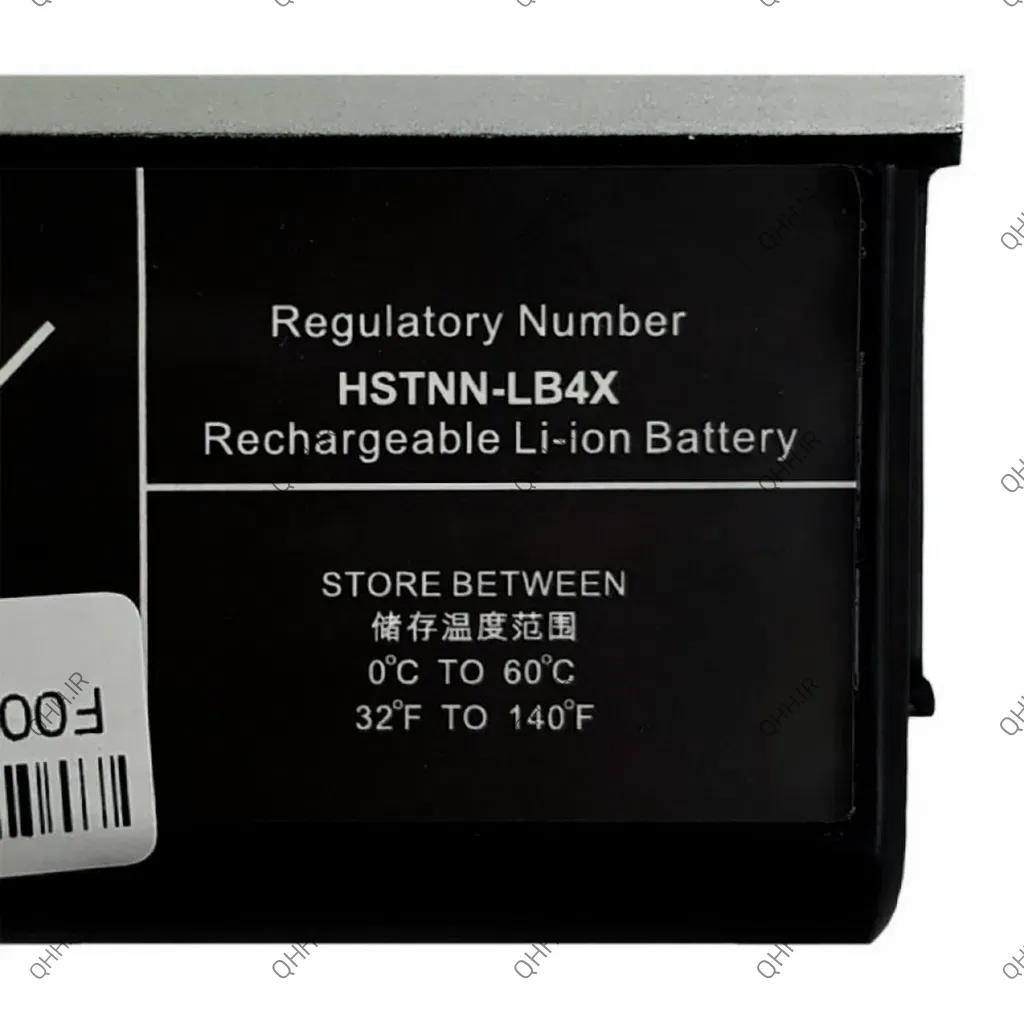 Regulatory Number
HSTNN-LB4X
Rechargeable Li-ion Battery
STORE BETWEEN
储存温度范围
0°C TO 60°C
32°F TO 140°F
F00
QHH.IR